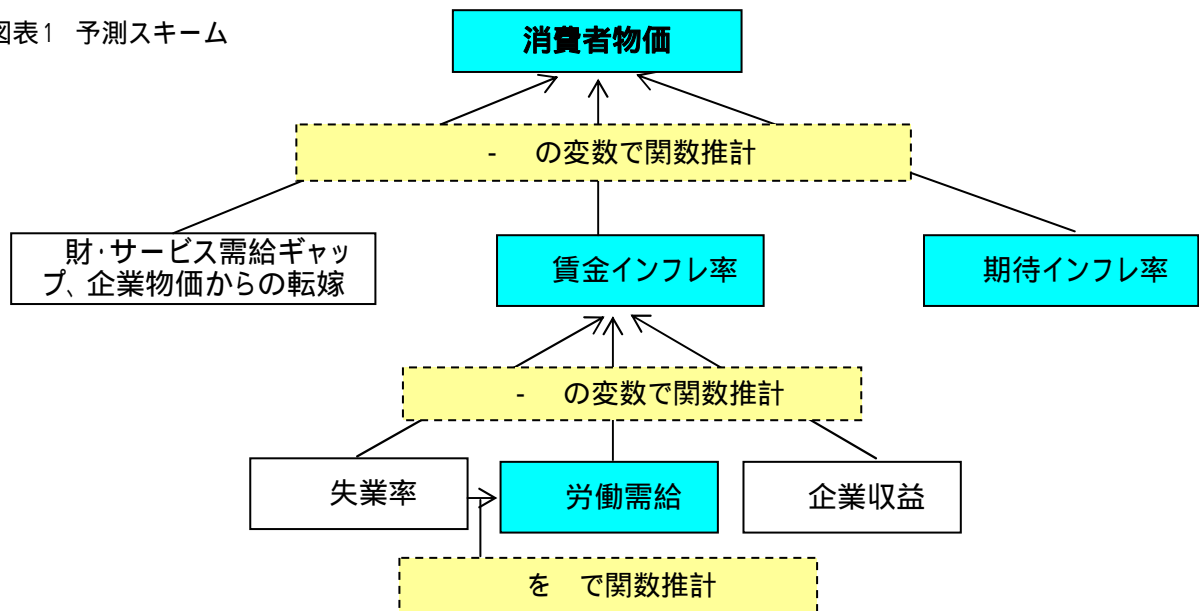 図表1 予測スキーム
消費者物価
- の変数で関数推計
財・サービス需給ギャッ
プ、企業物価からの転嫁
賃金インフレ率
期待インフレ率
- の変数で関数推計
失業率
労働需給
企業収益
を で関数推計